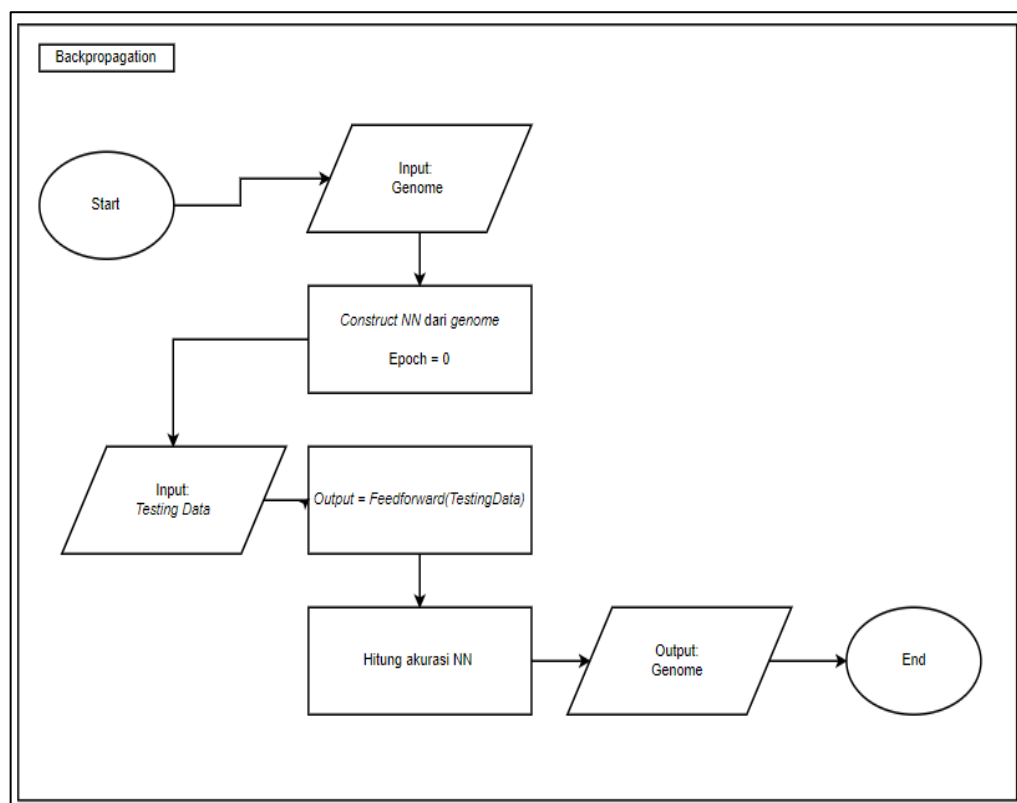 Backpropagation
Start
Input:
Genome
Construct NN dari genome
Epoch = 0
Input:
Testing Data
Output = Feedforward(TestingData)
Hitung akurasi NN
Output:
Genome
End